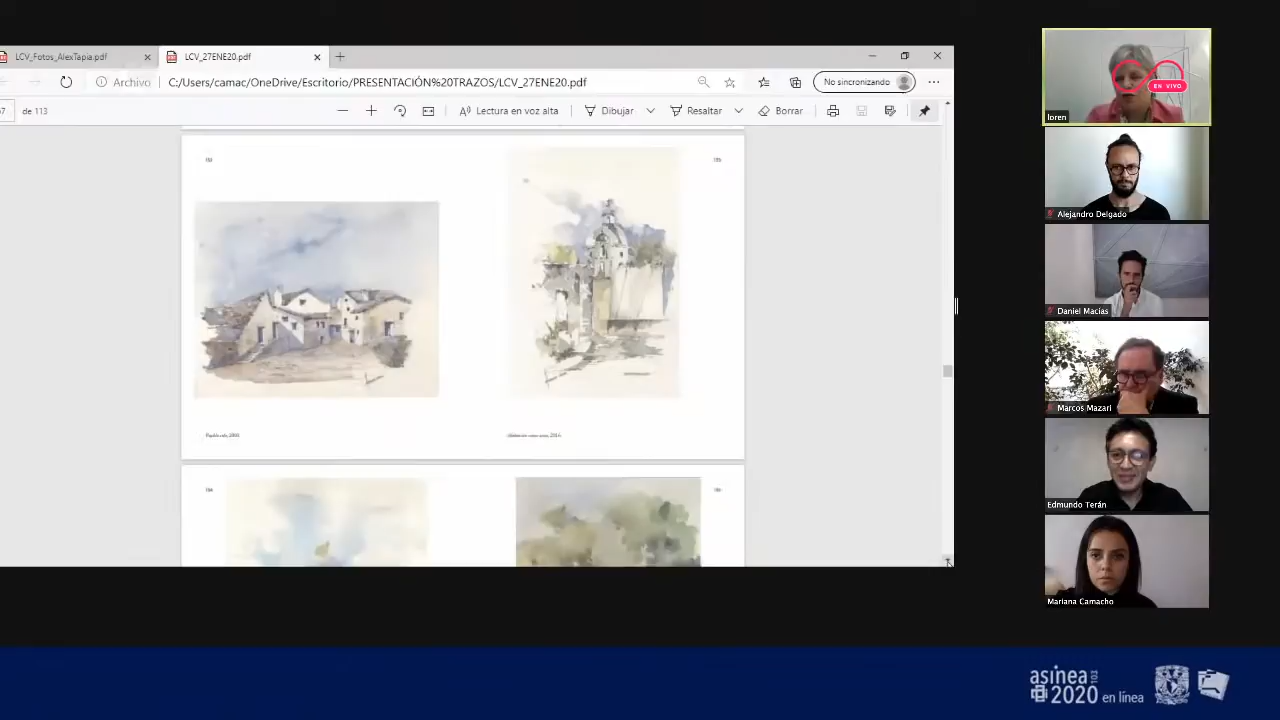 LCV_Fotos_AlexTapia.pdf
LCV_27ENE20.pdf
Archivo
C:/Users/camac/OneDrive/Escritorio/PRESENTACIÓN%20TRAZOS/LCV_27ENE20.pdf
No sincronizando
de 113
Lectura en voz alta
Dibujar
Resaltar
Borrar
EN VIVO
loren
Alejandro Delgado
Daniel Macías
Marcos Mazari
Edmundo Terán
Mariana Camacho
asinea 103
2020 en línea